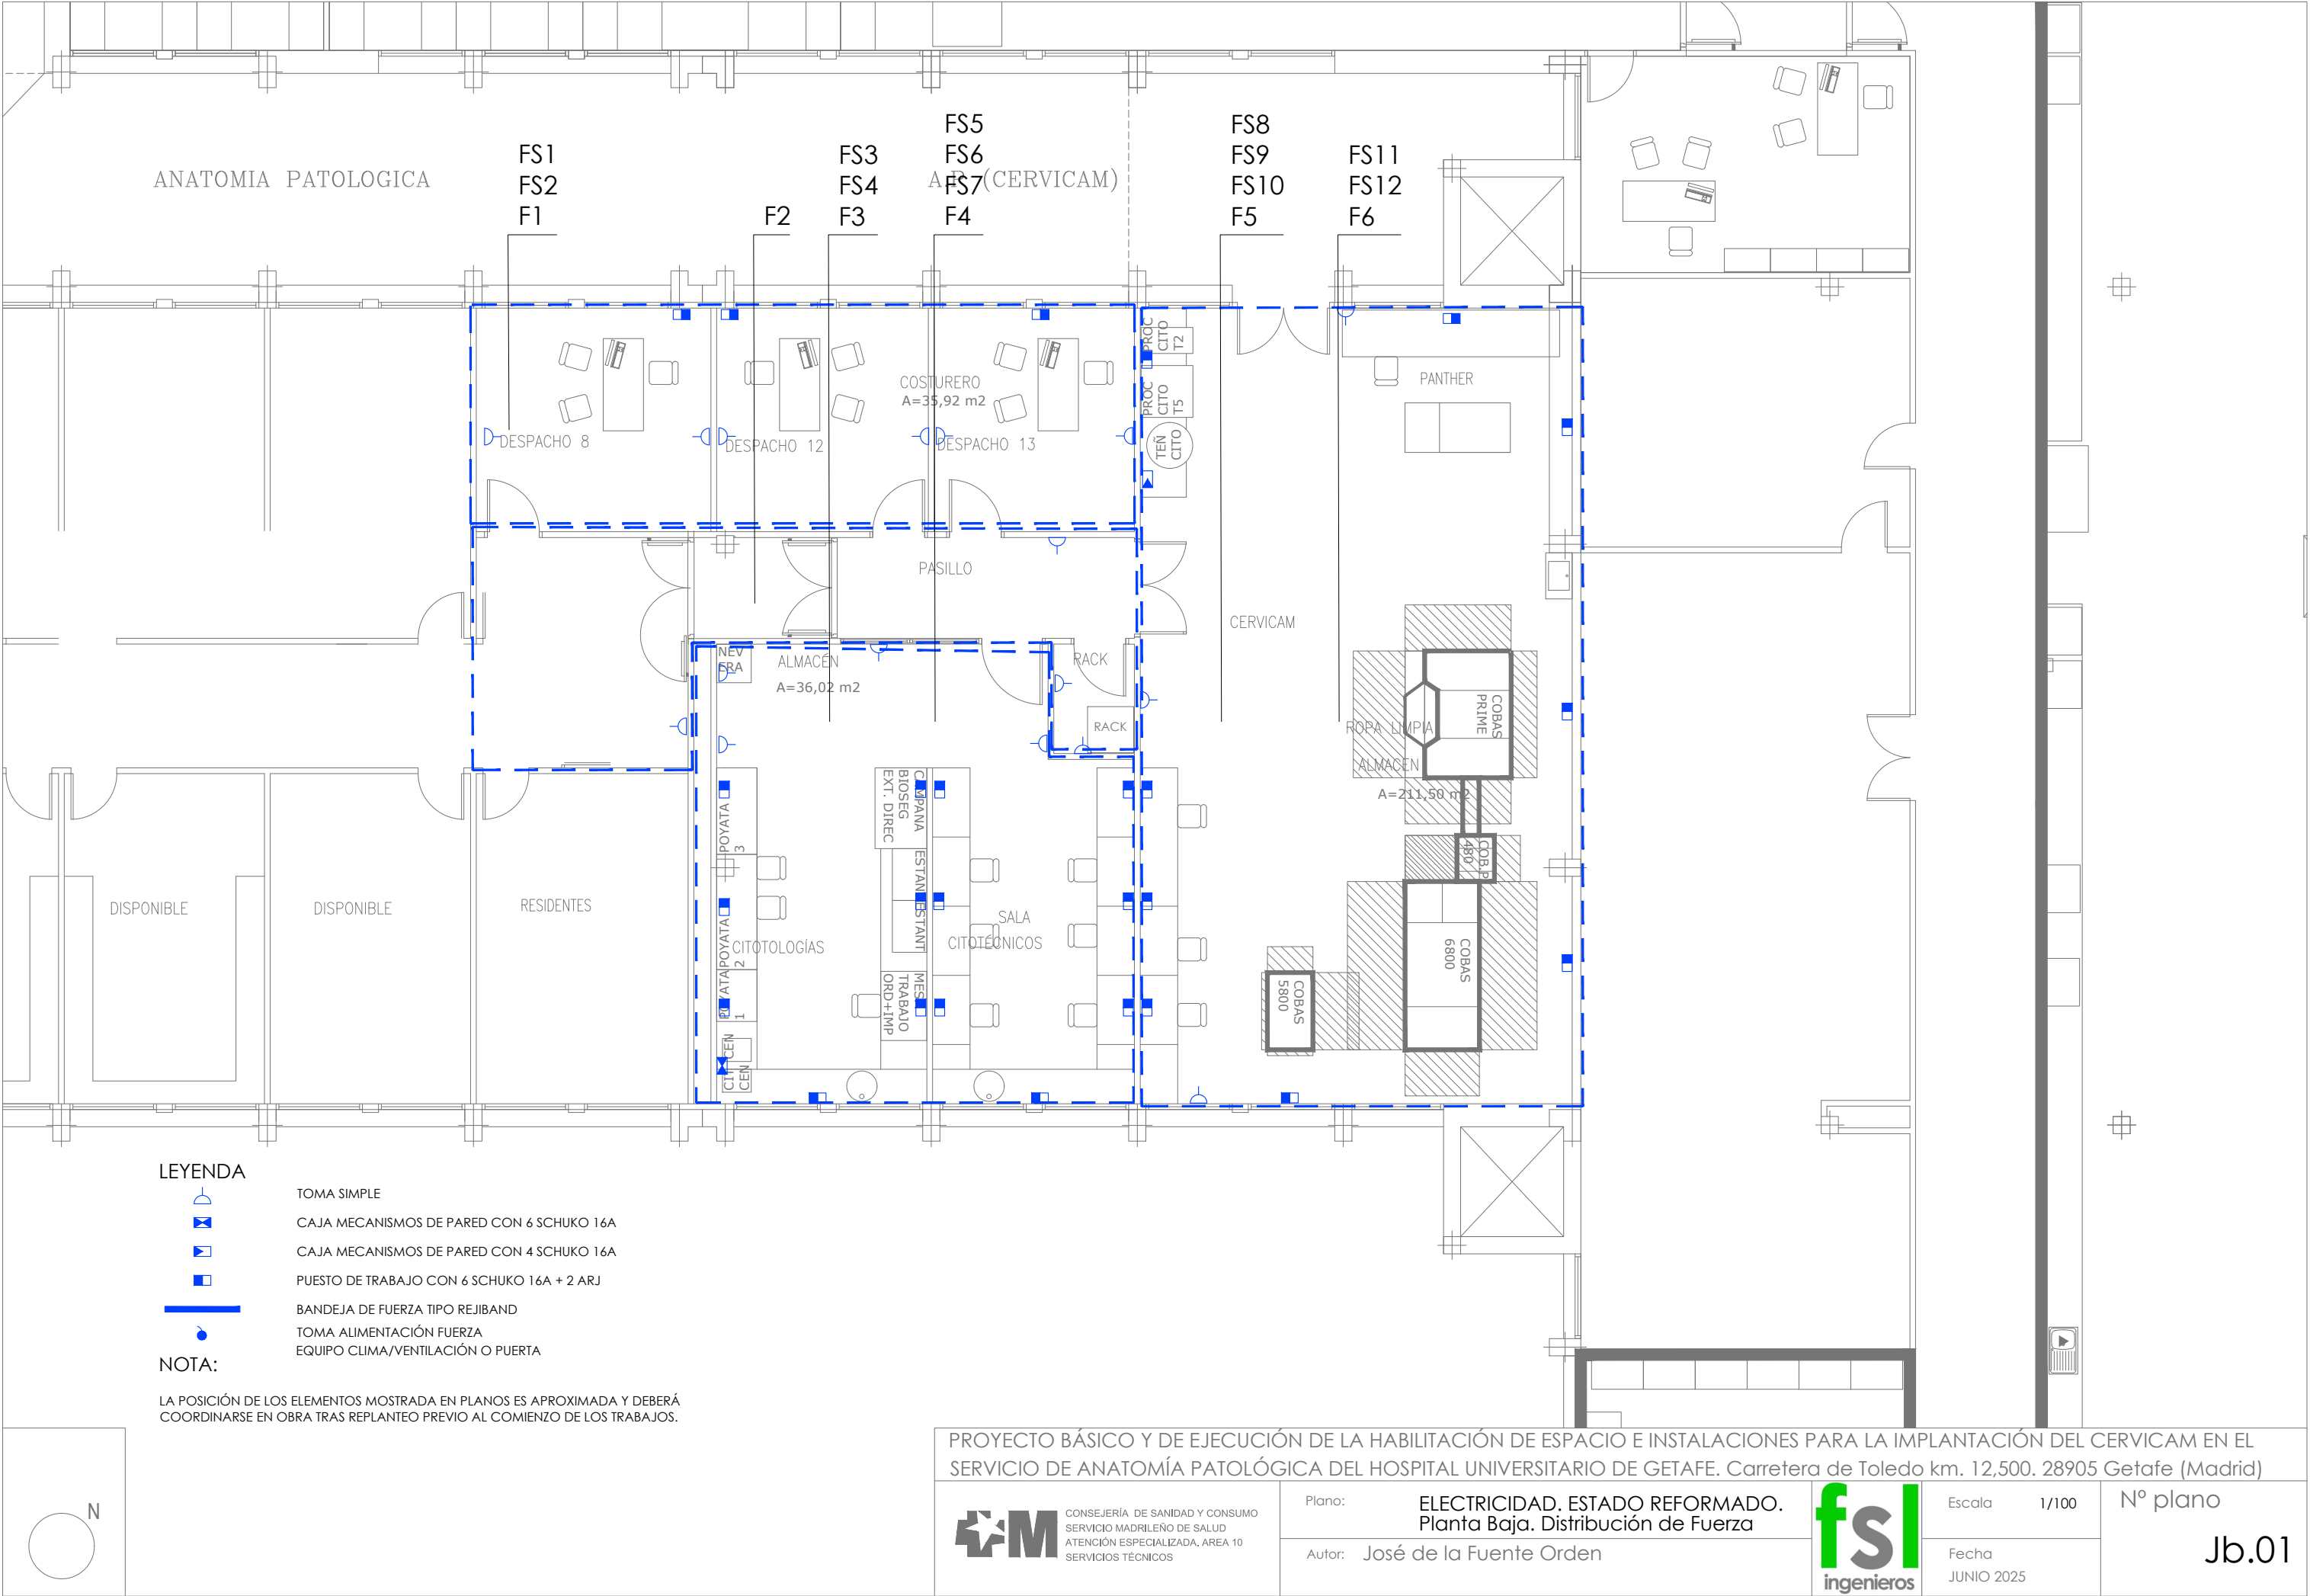 FS1
FS2
F1
F2
FS3
FS4
F3
FS5
FS6
FS7
F4
FS8
FS9
FS10
F5
FS11
FS12
F6
ANATOMIA PATOLOGICA
A.P. (CERVICAM)
DESPACHO 8
DESPACHO 12
COSTURERO
A=35,92 m2
DESPACHO 13
PROC
CITO
T2
PROC
CITO
T5
TEÑ
CITO
PANTHER
PASILLO
CERVICAM
NEV
ERA
ALMACÉN
A=36,02 m2
RACK
RACK
ROPA LIMPIA
ALMACEN
A=211,50 m2
COBAS
PRIME
COB.P
480
COBAS
6800
COBAS
5800
POYATA
3
POYATA
2
POYATA
1
CITOCEN
CEN
CAMPANA
BIOSEG
EXT. DIREC
ESTANT
ESTANT
MESA
TRABAJO
ORD+IMP
CITOTOLOGÍAS
SALA
CITOTÉCNICOS
DISPONIBLE
DISPONIBLE
RESIDENTES
LEYENDA
TOMA SIMPLE
CAJA MECANISMOS DE PARED CON 6 SCHUKO 16A
CAJA MECANISMOS DE PARED CON 4 SCHUKO 16A
PUESTO DE TRABAJO CON 6 SCHUKO 16A + 2 ARJ
BANDEJA DE FUERZA TIPO REJIBAND
TOMA ALIMENTACIÓN FUERZA
EQUIPO CLIMA/VENTILACIÓN O PUERTA
NOTA:
LA POSICIÓN DE LOS ELEMENTOS MOSTRADA EN PLANOS ES APROXIMADA Y DEBERÁ
COORDINARSE EN OBRA TRAS REPLANTEO PREVIO AL COMIENZO DE LOS TRABAJOS.
N
PROYECTO BÁSICO Y DE EJECUCIÓN DE LA HABILITACIÓN DE ESPACIO E INSTALACIONES PARA LA IMPLANTACIÓN DEL CERVICAM EN EL
SERVICIO DE ANATOMÍA PATOLÓGICA DEL HOSPITAL UNIVERSITARIO DE GETAFE. Carretera de Toledo km. 12,500. 28905 Getafe (Madrid)
M
CONSEJERÍA DE SANIDAD Y CONSUMO
SERVICIO MADRILEÑO DE SALUD
ATENCIÓN ESPECIALIZADA, AREA 10
SERVICIOS TÉCNICOS
Plano:
ELECTRICIDAD. ESTADO REFORMADO.
Planta Baja. Distribución de Fuerza
Autor: José de la Fuente Orden
fsl
ingenieros
Escala 1/100
Fecha
JUNIO 2025
Nº plano
Jb.01